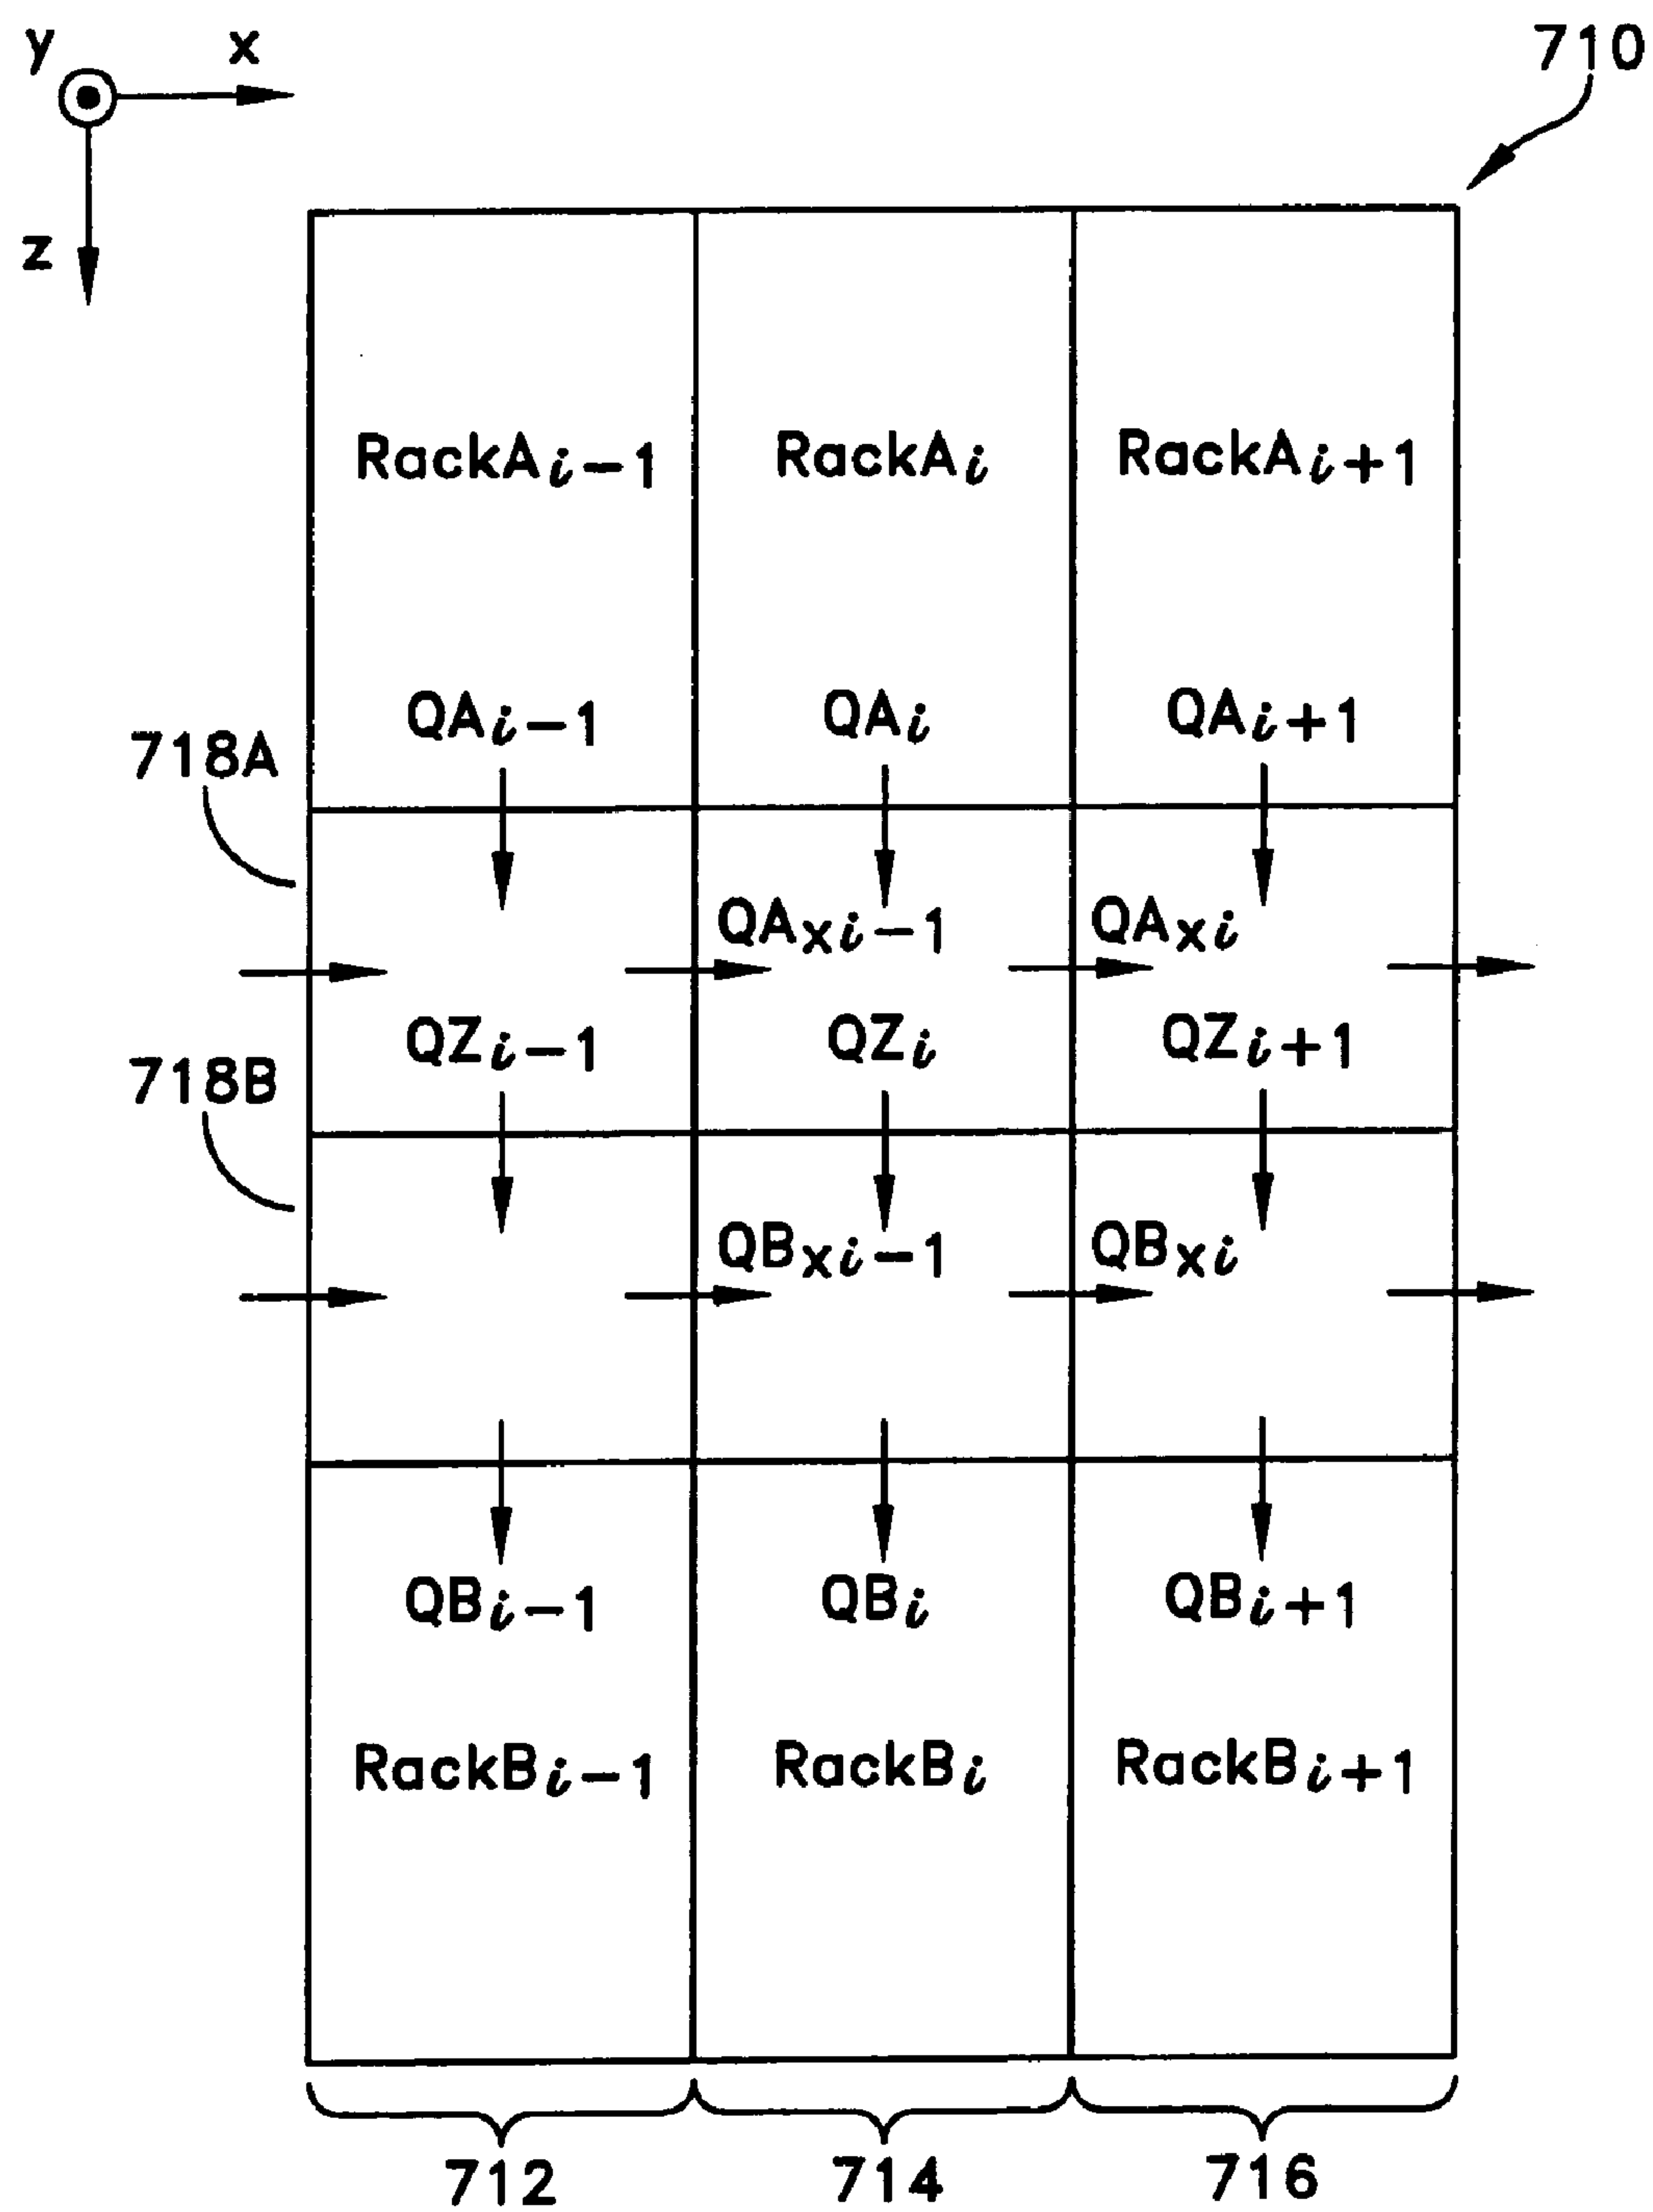 y x 710
z
RackAi-1 RackAi RackAi+1
QAi-1 QAi QAi+1
718A
QAxi-1 QAxi
QZi-1 QZi QZi+1
718B
QBxi-1 QBxi
QBi-1 QBi QBi+1
RackBi-1 RackBi RackBi+1
712 714 716